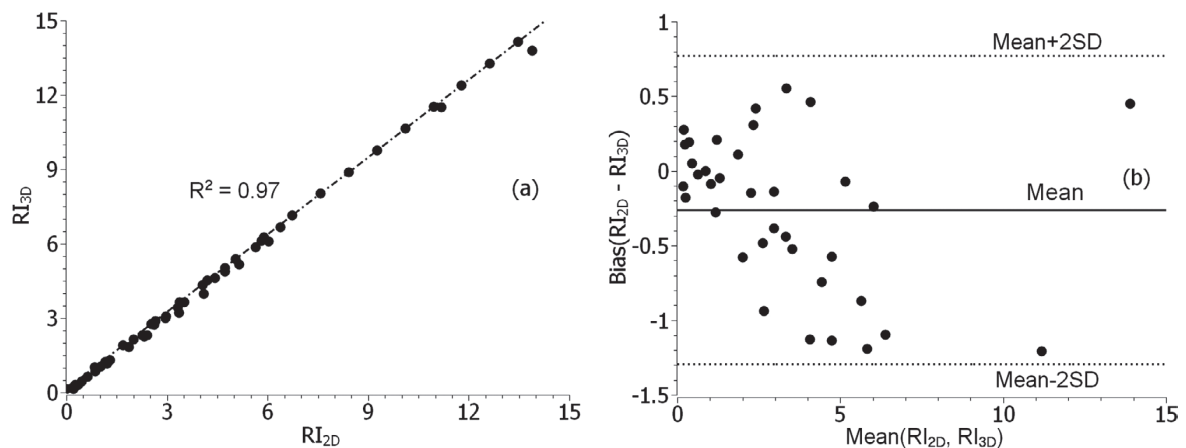 15
12
9
6
3
0
RI3D
R² = 0.97
(a)
0 3 6 9 12 15
RI2D
1
0.5
0
-0.5
-1
-1.5
Bias(RI2D - RI3D)
Mean+2SD
(b)
Mean
Mean-2SD
0 5 10 15
Mean(RI2D, RI3D)